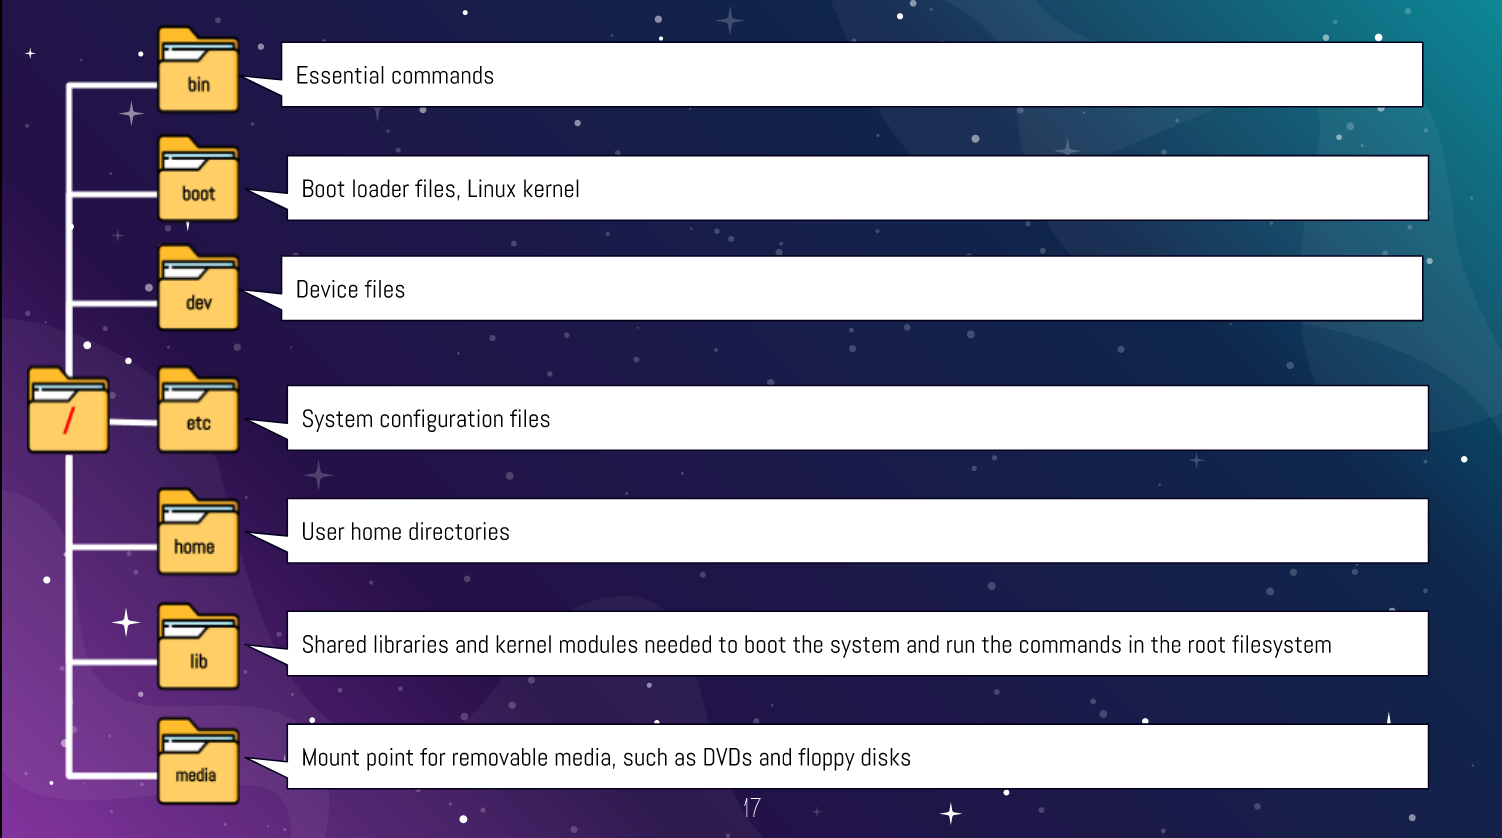 bin
Essential commands
boot
Boot loader files, Linux kernel
dev
Device files
/
etc
System configuration files
home
User home directories
lib
Shared libraries and kernel modules needed to boot the system and run the commands in the root filesystem
media
Mount point for removable media, such as DVDs and floppy disks
17